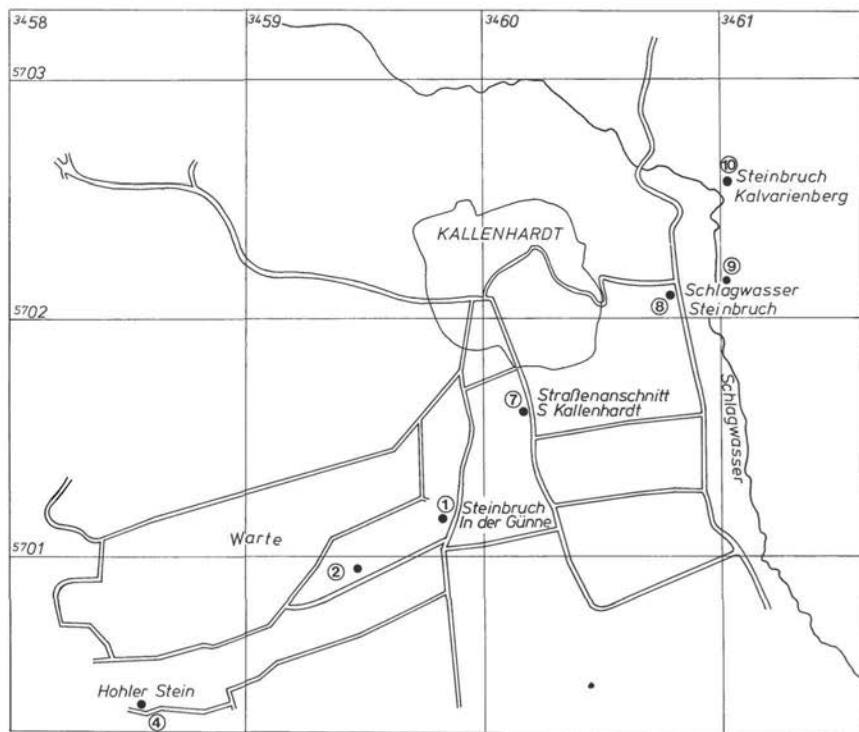 3458
3459
3460
3461
5703
⑩
Steinbruch
Kalvarienberg
KALLENHARDT
⑨
Schlagwasser
Steinbruch
⑧
5702
Straßenanschnitt
S Kallenhardt
⑦
Schlagwasser
①
Steinbruch
In der Günne
Warte
5701
②
Hohler Stein
④